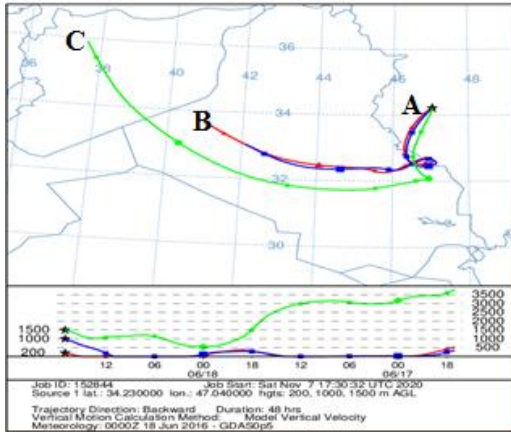 C
36
36
38
40
42
44
46
48
A
B
34
34
32
32
30
30
3500
3000
2500
2000
1500
1000
500
1500
1000
200
12 06 00 18 12 06 00 18
06/18 06/17
Job ID: 152844 Job Start: Sat Nov 7 17:30:32 UTC 2020
Source 1 lat.: 34.230000 lon.: 47.040000 hgts: 200, 1000, 1500 m AGL
Trajectory Direction: Backward Duration: 48 hrs
Vertical Motion Calculation Method: Model Vertical Velocity
Meteorology: 0000Z 18 Jun 2016 - GDAS0p5